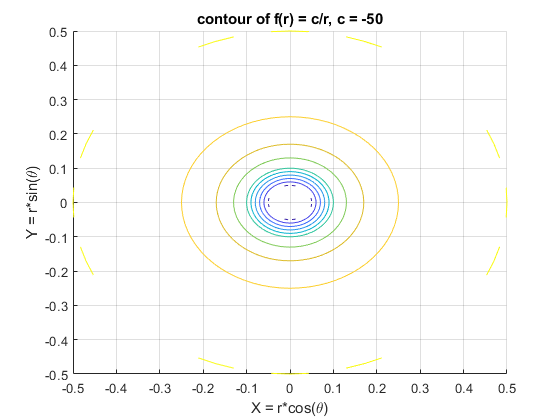 contour of f(r) = c/r, c = -50
0.5
0.4
0.3
0.2
0.1
0
-0.1
-0.2
-0.3
-0.4
-0.5
Y = r*sin(θ)
-0.5 -0.4 -0.3 -0.2 -0.1 0 0.1 0.2 0.3 0.4 0.5
X = r*cos(θ)